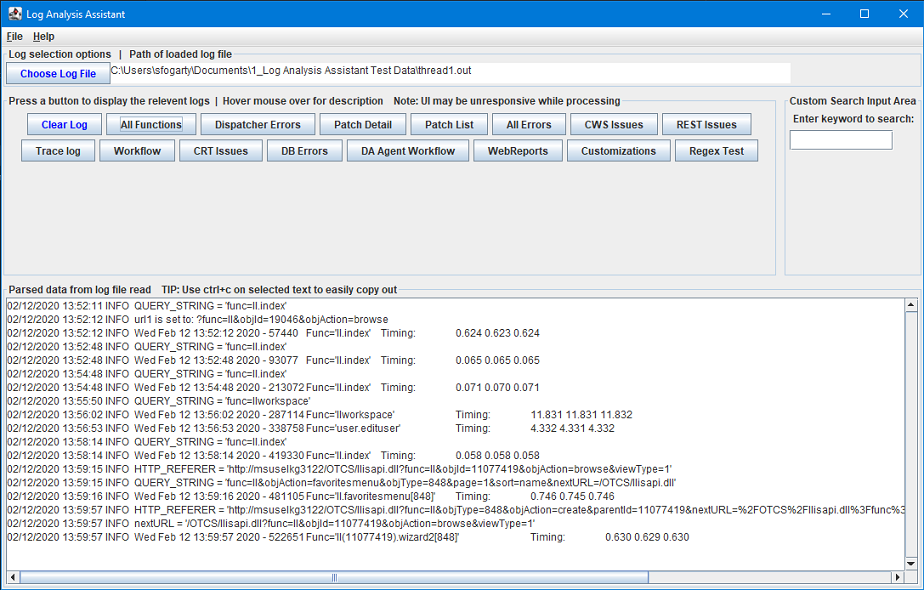 Log Analysis Assistant
File Help
Log selection options | Path of loaded log file
Choose Log File C:\Users\sfogarty\Documents\1_Log Analysis Assistant Test Data\thread1.out
Press a button to display the relevent logs | Hover mouse over for description Note: UI may be unresponsive while processing
Clear Log All Functions Dispatcher Errors Patch Detail Patch List All Errors CWS Issues REST Issues
Trace log Workflow CRT Issues DB Errors DA Agent Workflow WebReports Customizations Regex Test
Custom Search Input Area
Enter keyword to search:
Parsed data from log file read TIP: Use ctrl+c on selected text to easily copy out
02/12/2020 13:52:11 INFO QUERY_STRING = 'func=ll.index'
02/12/2020 13:52:12 INFO url1 is set to: ?func=ll&objId=19046&objAction=browse
02/12/2020 13:52:12 INFO Wed Feb 12 13:52:12 2020 - 57440 Func='ll.index' Timing: 0.624 0.623 0.624
02/12/2020 13:52:48 INFO QUERY_STRING = 'func=ll.index'
02/12/2020 13:52:48 INFO Wed Feb 12 13:52:48 2020 - 93077 Func='ll.index' Timing: 0.065 0.065 0.065
02/12/2020 13:54:48 INFO QUERY_STRING = 'func=ll.index'
02/12/2020 13:54:48 INFO Wed Feb 12 13:54:48 2020 - 213072 Func='ll.index' Timing: 0.071 0.070 0.071
02/12/2020 13:55:50 INFO QUERY_STRING = 'func=llworkspace'
02/12/2020 13:56:02 INFO Wed Feb 12 13:56:02 2020 - 287114 Func='llworkspace' Timing: 11.831 11.831 11.832
02/12/2020 13:56:53 INFO Wed Feb 12 13:56:53 2020 - 338758 Func='user.edituser' Timing: 4.332 4.331 4.332
02/12/2020 13:58:14 INFO QUERY_STRING = 'func=ll.index'
02/12/2020 13:58:14 INFO Wed Feb 12 13:58:14 2020 - 419330 Func='ll.index' Timing: 0.058 0.058 0.058
02/12/2020 13:59:15 INFO HTTP_REFERER = 'http://msuselkg3122/OTCS/llisapi.dll?func=ll&objId=11077419&objAction=browse&viewType=1'
02/12/2020 13:59:15 INFO QUERY_STRING = 'func=ll&objAction=favoritesmenu&objType=848&page=1&sort=name&nextURL=/OTCS/llisapi.dll'
02/12/2020 13:59:16 INFO Wed Feb 12 13:59:16 2020 - 481105 Func='ll.favoritesmenu[848]' Timing: 0.746 0.745 0.746
02/12/2020 13:59:57 INFO HTTP_REFERER = 'http://msuselkg3122/OTCS/llisapi.dll?func=ll&objType=848&objAction=create&parentId=11077419&nextURL=%2FOTCS%2Fllisapi.dll%3Ffunc%3
02/12/2020 13:59:57 INFO nextURL = '/OTCS/llisapi.dll?func=ll&objId=11077419&objAction=browse&viewType=1'
02/12/2020 13:59:57 INFO Wed Feb 12 13:59:57 2020 - 522651 Func='ll(11077419).wizard2[848]' Timing: 0.630 0.629 0.630